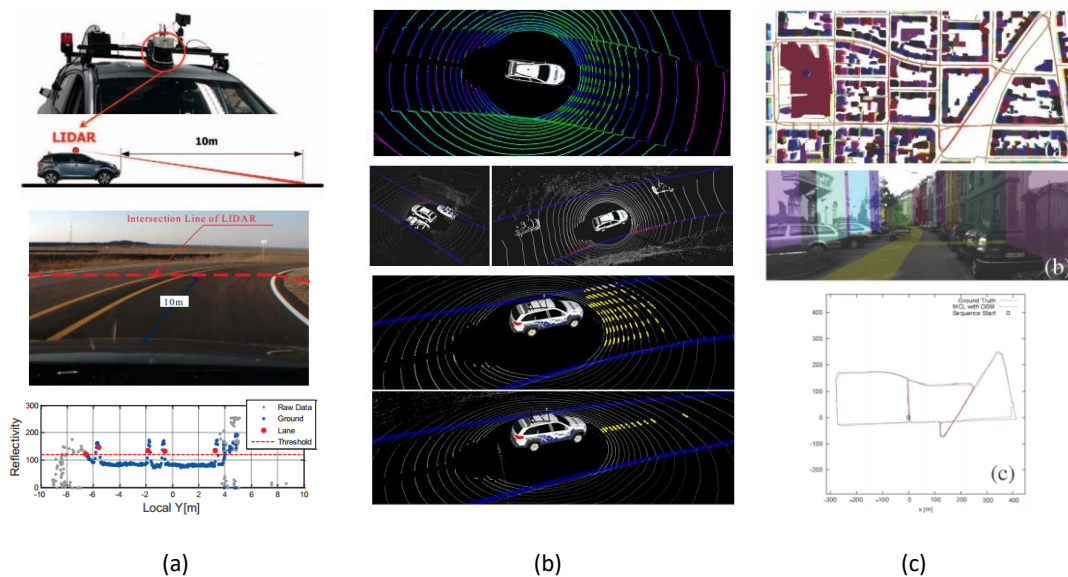 LIDAR
10m
Intersection Line of LIDAR
10m
300
200
100
0
Reflectivity
Raw Data
Ground
Lane
Threshold
-10 -8 -6 -4 -2 0 2 4 6 8 10
Local Y[m]
(a)
(b)
(b)
Ground Truth
MCL with OSM
Sequence Start
400
300
200
100
0
-100
-200
-300 -200 -100 0 100 200 300 400
x [m]
(c)
(c)